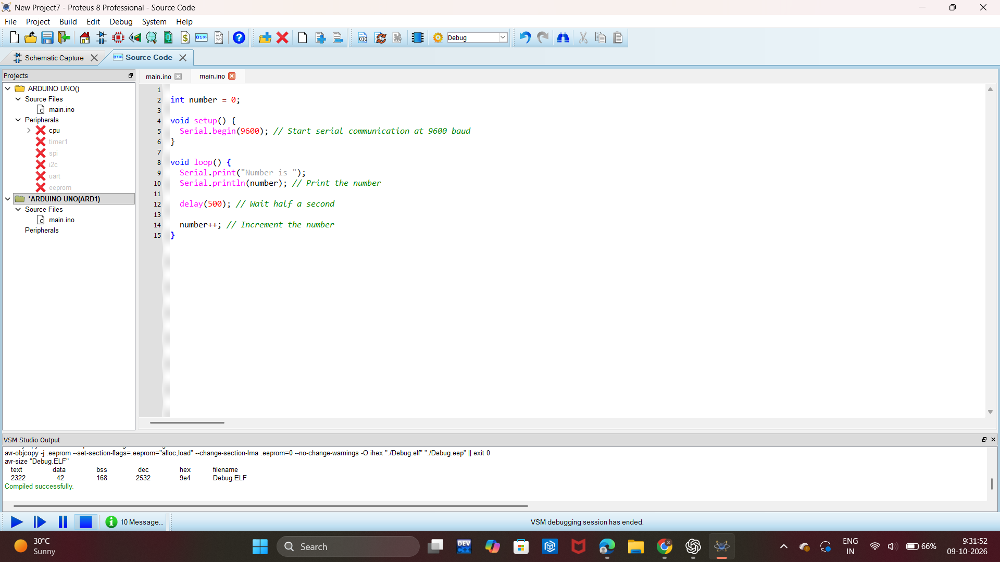 New Project7 - Proteus 8 Professional - Source Code
File Project Build Edit Debug System Help
Debug
Schematic Capture
Source Code
Projects
ARDUINO UNO()
Source Files
main.ino
Peripherals
cpu
timer1
spi
i2c
uart
eeprom
*ARDUINO UNO(ARD1)
Source Files
main.ino
Peripherals
main.ino
main.ino
1
2 int number = 0;
3
4 void setup() {
5 Serial.begin(9600); // Start serial communication at 9600 baud
6 }
7
8 void loop() {
9 Serial.print("Number is ");
10 Serial.println(number); // Print the number
11
12 delay(500); // Wait half a second
13
14 number++; // Increment the number
15 }
VSM Studio Output
avr-objcopy -j .eeprom --set-section-flags=.eeprom="alloc,load" --change-section-lma .eeprom=0 --no-change-warnings -O ihex "./Debug.elf" "./Debug.eep" || exit 0
avr-size "Debug.ELF"
text data bss dec hex filename
2322 42 168 2532 9e4 Debug.ELF
Compiled successfully.
10 Message...
VSM debugging session has ended.
30°C
Sunny
Search
DEV
ENG
IN
66%
9:31:52
09-10-2026